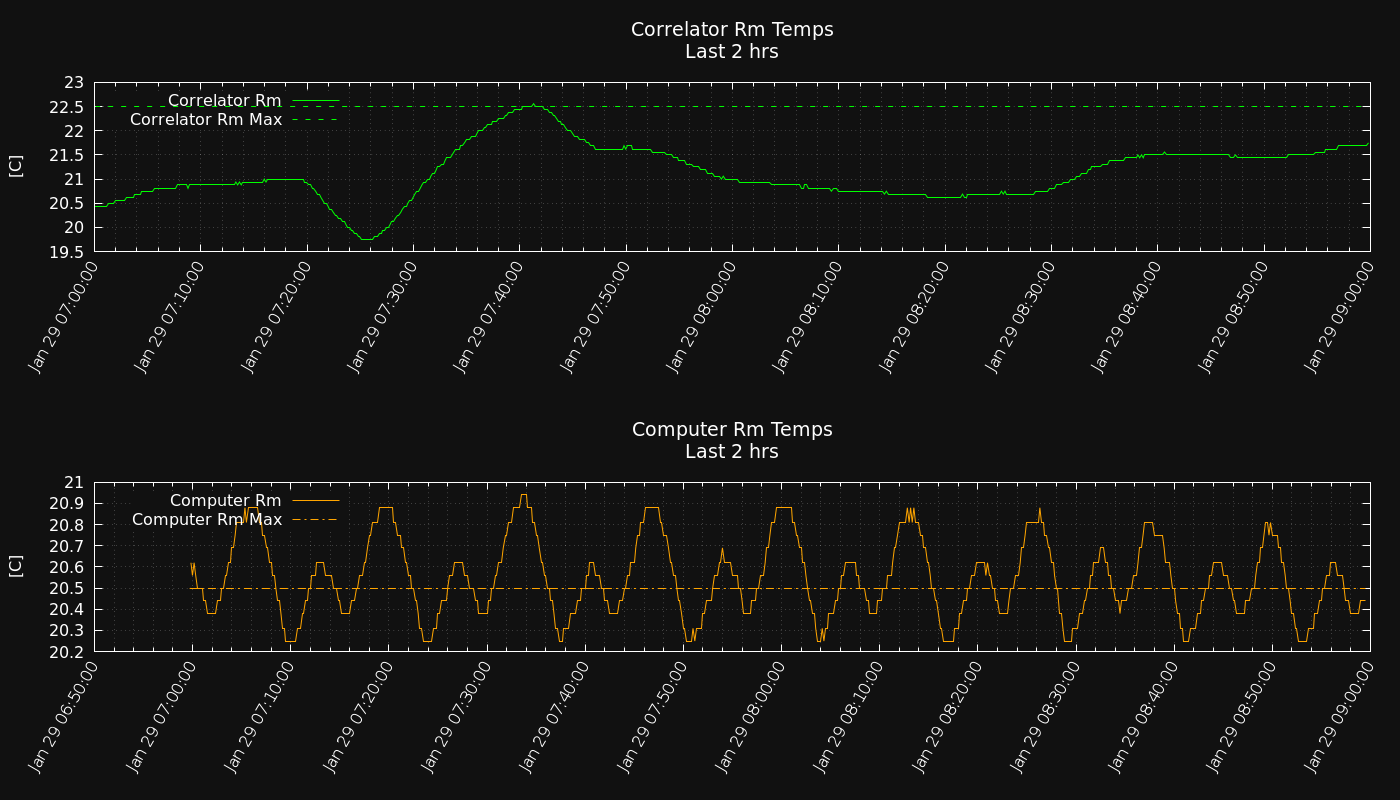 Correlator Rm Temps
Last 2 hrs
23
22.5
22
21.5
21
20.5
20
19.5
[C]
Correlator Rm
Correlator Rm Max
Jan 29 07:00:00
Jan 29 07:10:00
Jan 29 07:20:00
Jan 29 07:30:00
Jan 29 07:40:00
Jan 29 07:50:00
Jan 29 08:00:00
Jan 29 08:10:00
Jan 29 08:20:00
Jan 29 08:30:00
Jan 29 08:40:00
Jan 29 08:50:00
Jan 29 09:00:00
Computer Rm Temps
Last 2 hrs
21
20.9
20.8
20.7
20.6
20.5
20.4
20.3
20.2
[C]
Computer Rm
Computer Rm Max
Jan 29 06:50:00
Jan 29 07:00:00
Jan 29 07:10:00
Jan 29 07:20:00
Jan 29 07:30:00
Jan 29 07:40:00
Jan 29 07:50:00
Jan 29 08:00:00
Jan 29 08:10:00
Jan 29 08:20:00
Jan 29 08:30:00
Jan 29 08:40:00
Jan 29 08:50:00
Jan 29 09:00:00